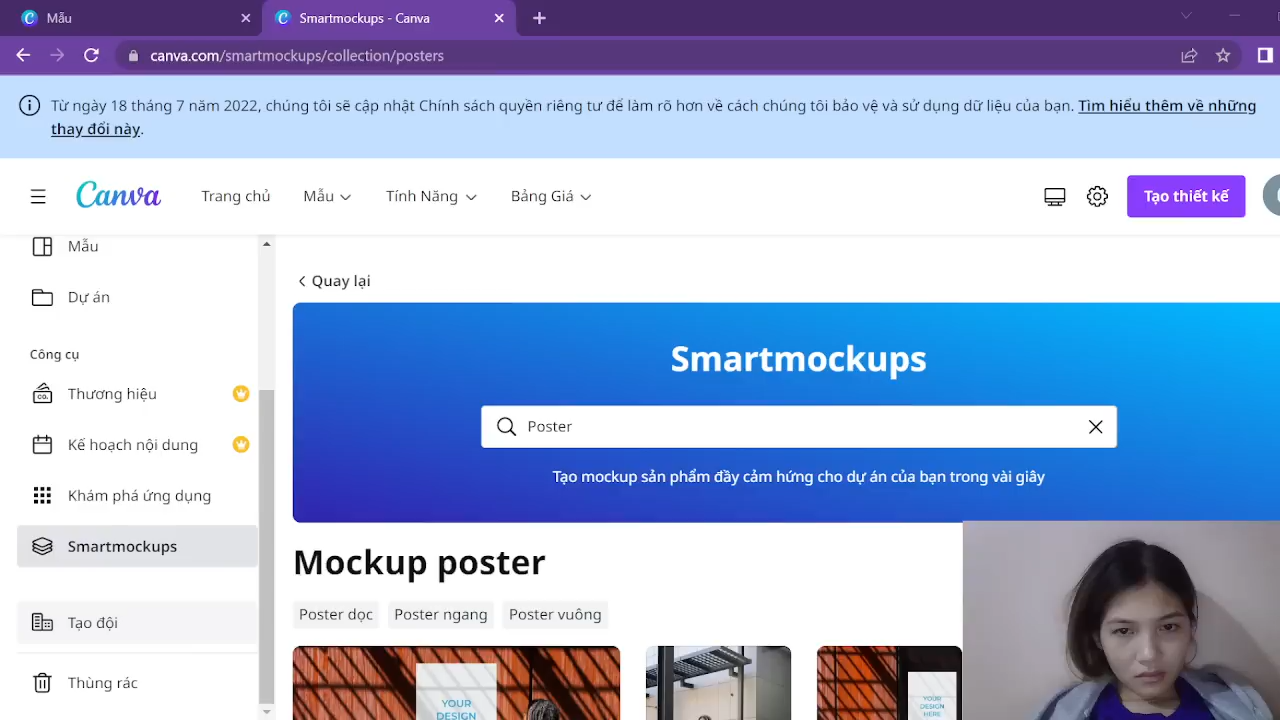 Mẫu
Smartmockups - Canva
canva.com/smartmockups/collection/posters
Từ ngày 18 tháng 7 năm 2022, chúng tôi sẽ cập nhật Chính sách quyền riêng tư để làm rõ hơn về cách chúng tôi bảo vệ và sử dụng dữ liệu của bạn. Tìm hiểu thêm về những
thay đổi này.
Canva
Trang chủ
Mẫu
Tính Năng
Bảng Giá
Tạo thiết kế
Mẫu
Dự án
Công cụ
Thương hiệu
Kế hoạch nội dung
Khám phá ứng dụng
Smartmockups
Tạo đội
Thùng rác
Quay lại
Smartmockups
Poster
Tạo mockup sản phẩm đầy cảm hứng cho dự án của bạn trong vài giây
Mockup poster
Poster dọc
Poster ngang
Poster vuông
YOUR
DESIGN
YOUR
DESIGN
HERE